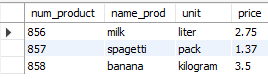 num_product name_prod unit price
856 milk liter 2.75
857 spagetti pack 1.37
858 banana kilogram 3.5